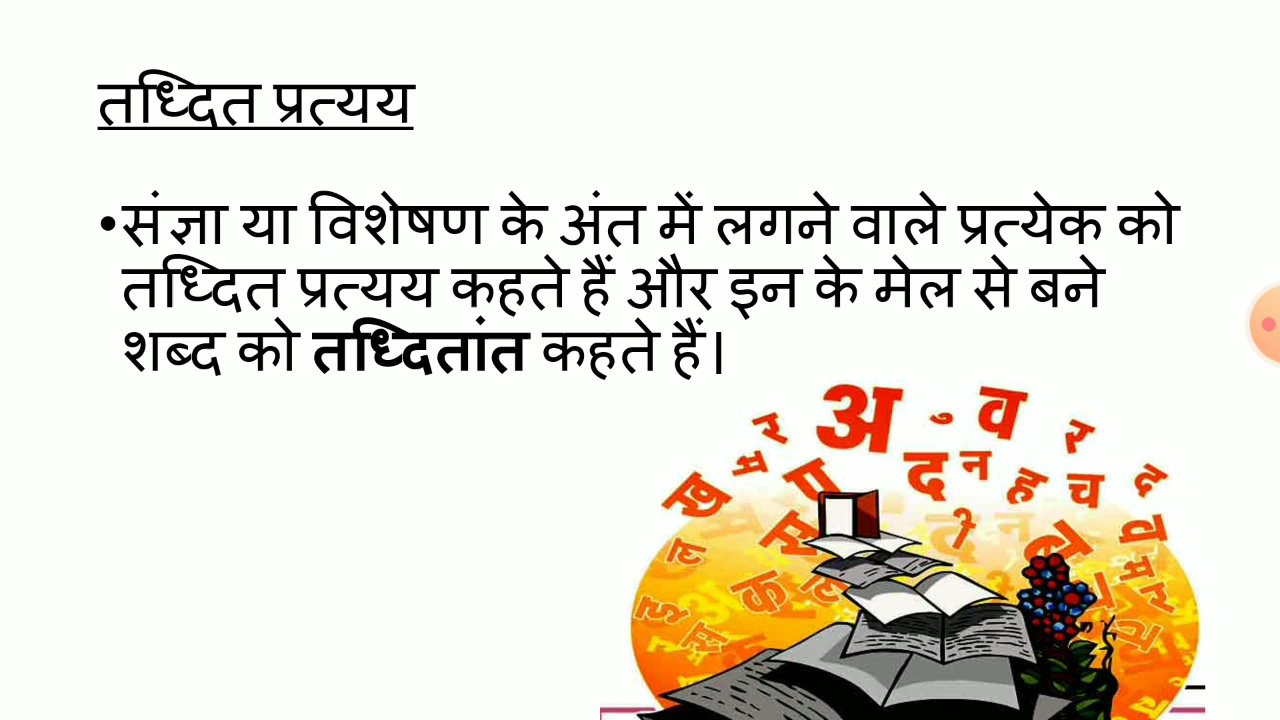 तध्दित प्रत्यय
•संज्ञा या विशेषण के अंत में लगने वाले प्रत्येक को
तध्दित प्रत्यय कहते हैं और इन के मेल से बने
शब्द को तध्दितांत कहते हैं।
अ व
र र
ख म प द न ह च द